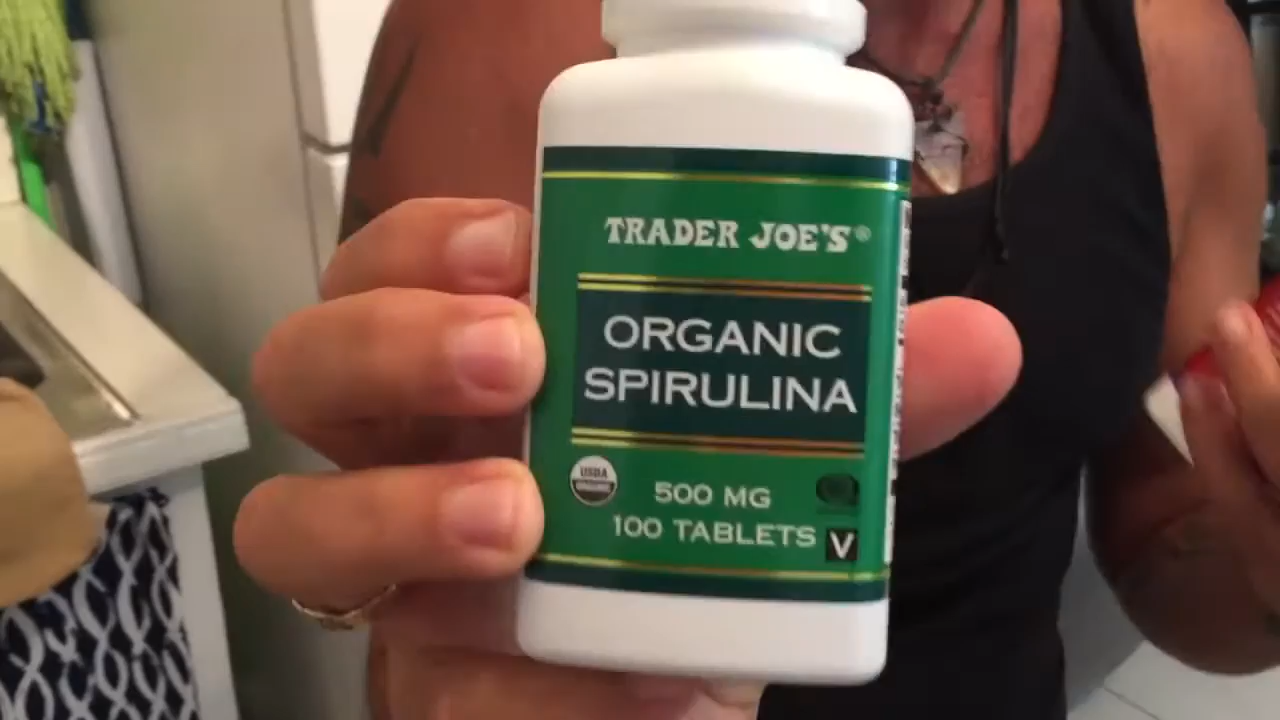 TRADER JOE'S®
ORGANIC
SPIRULINA
USDA
ORGANIC
500 MG
100 TABLETS
V